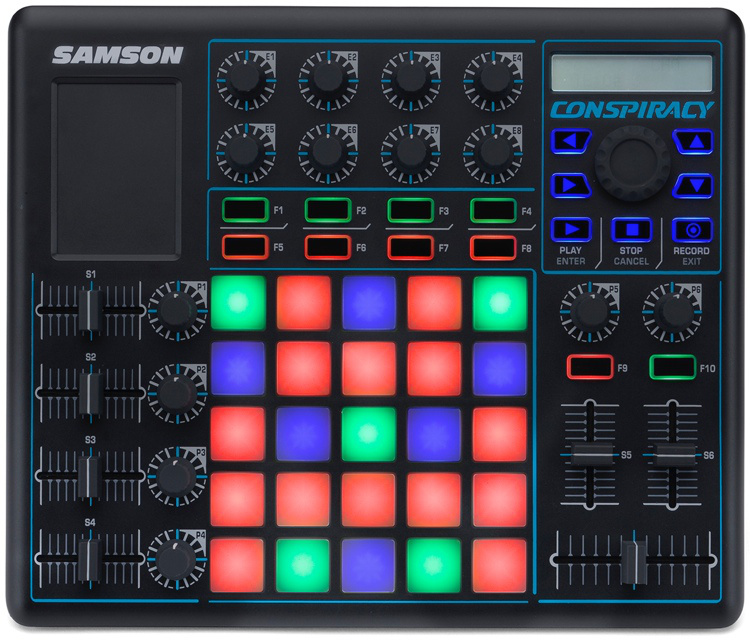 SAMSON
E1
E2
E3
E4
E5
E6
E7
E8
CONSPIRACY
F1
F2
F3
F4
F5
F6
F7
F8
PLAY
ENTER
STOP
CANCEL
RECORD
EXIT
S1
P1
S2
P2
S3
P3
S4
P4
P5
P6
F9
F10
S5
S6